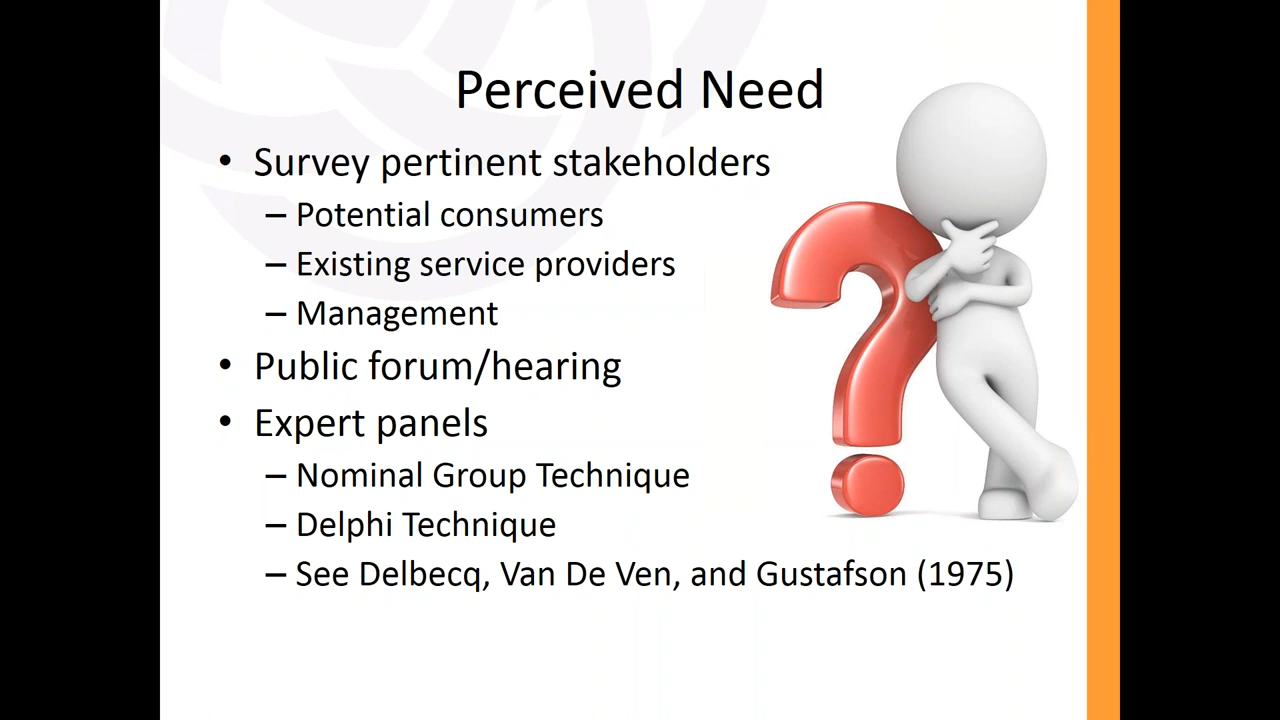 Perceived Need
• Survey pertinent stakeholders
– Potential consumers
– Existing service providers
– Management
• Public forum/hearing
• Expert panels
– Nominal Group Technique
– Delphi Technique
– See Delbecq, Van De Ven, and Gustafson (1975)